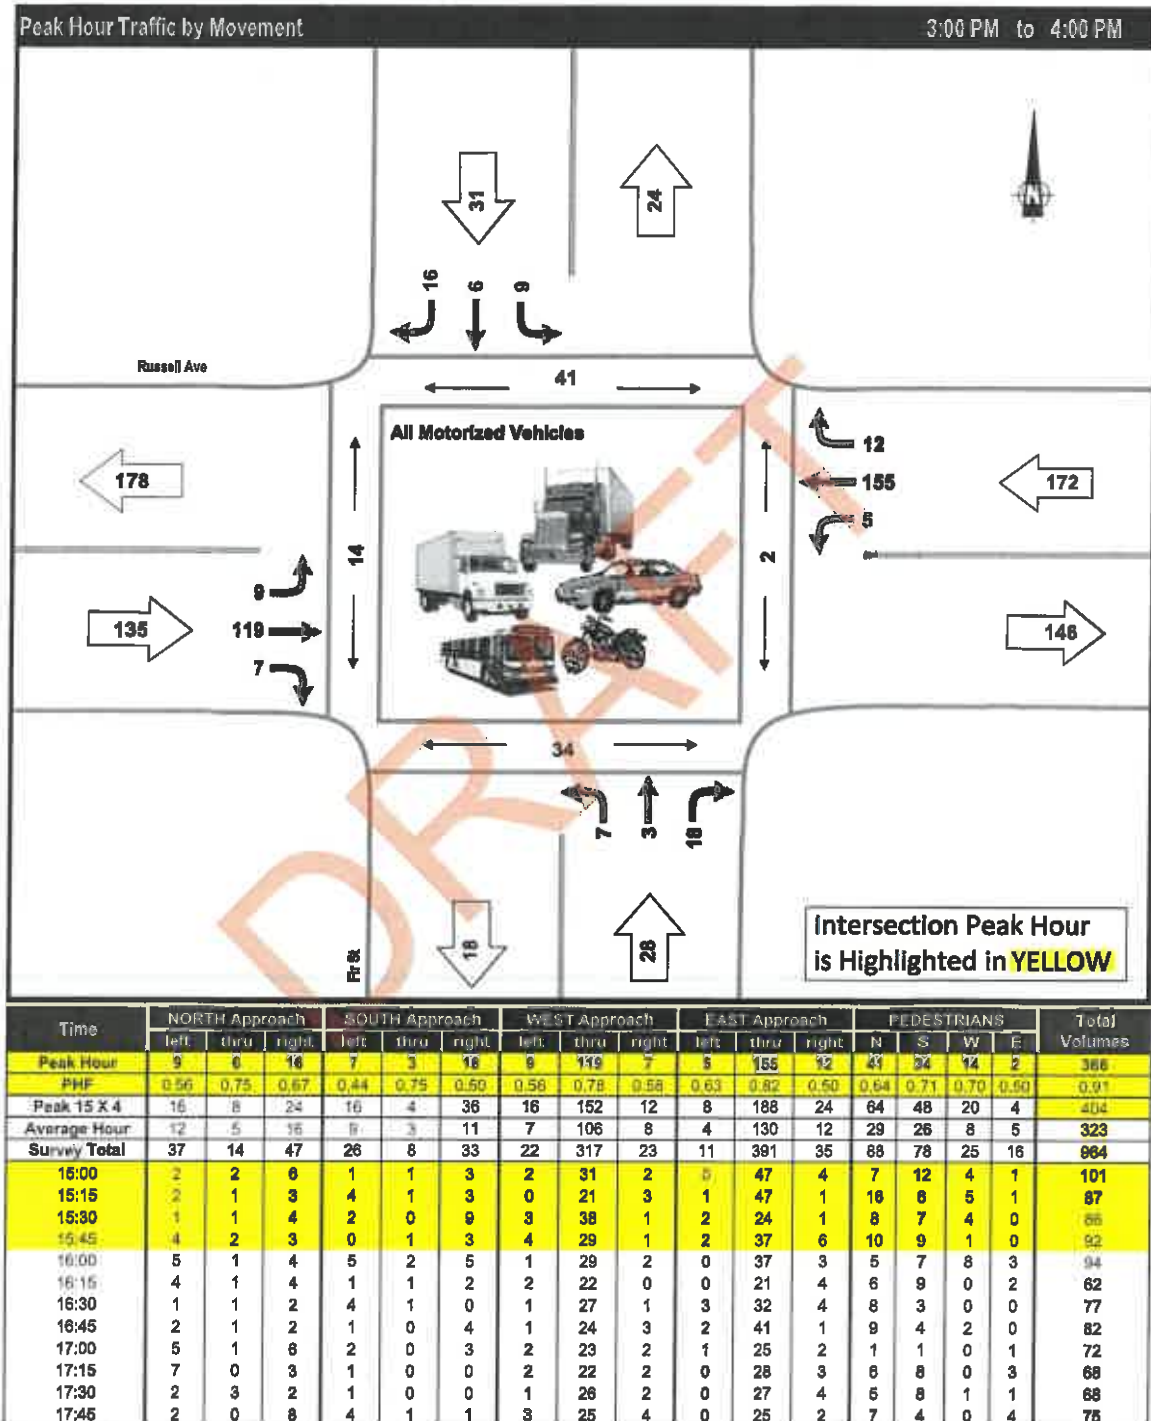 Peak Hour Traffic by Movement 3:00 PM to 4:00 PM
31 24
16 6 9
N
Russell Ave
41
All Motorized Vehicles
12
178 155 172
5
14 2
9
135 119 146
7
34
7 3 18
Fir St
18 28
Intersection Peak Hour
is Highlighted in YELLOW
DRAFT
Time NORTH Approach SOUTH Approach WEST Approach EAST Approach PEDESTRIANS Total
left thru right left thru right left thru right left thru right N S W E Volumes
Peak Hour 9 6 16 7 3 18 9 119 7 5 155 12 41 34 14 2 366
PHF 0.56 0.75 0.67 0.44 0.75 0.50 0.56 0.78 0.58 0.63 0.82 0.50 0.64 0.71 0.70 0.50 0.91
Peak 15 X 4 16 8 24 16 4 36 16 152 12 8 188 24 64 48 20 4 404
Average Hour 12 5 16 9 3 11 7 106 8 4 130 12 29 26 8 5 323
Survey Total 37 14 47 26 8 33 22 317 23 11 391 35 88 78 25 16 964
15:00 2 2 6 1 1 3 2 31 2 0 47 4 7 12 4 1 101
15:15 2 1 3 4 1 3 0 21 3 1 47 1 16 6 5 1 87
15:30 1 1 4 2 0 9 3 38 1 2 24 1 8 7 4 0 86
15:45 4 2 3 0 1 3 4 29 1 2 37 6 10 9 1 0 92
16:00 5 1 4 5 2 5 1 29 2 0 37 3 5 7 8 3 94
16:15 4 1 4 1 1 2 2 22 0 0 21 4 6 9 0 2 62
16:30 1 1 2 4 1 0 1 27 1 3 32 4 8 3 0 0 77
16:45 2 1 2 1 0 4 1 24 3 2 41 1 9 4 2 0 82
17:00 5 1 6 2 0 3 2 23 2 1 25 2 1 1 0 1 72
17:15 7 0 3 1 0 0 2 22 2 0 28 3 6 8 0 3 68
17:30 2 3 2 1 0 0 1 26 2 0 27 4 5 8 1 1 68
17:45 2 0 8 4 1 1 3 25 4 0 25 2 7 4 0 4 75